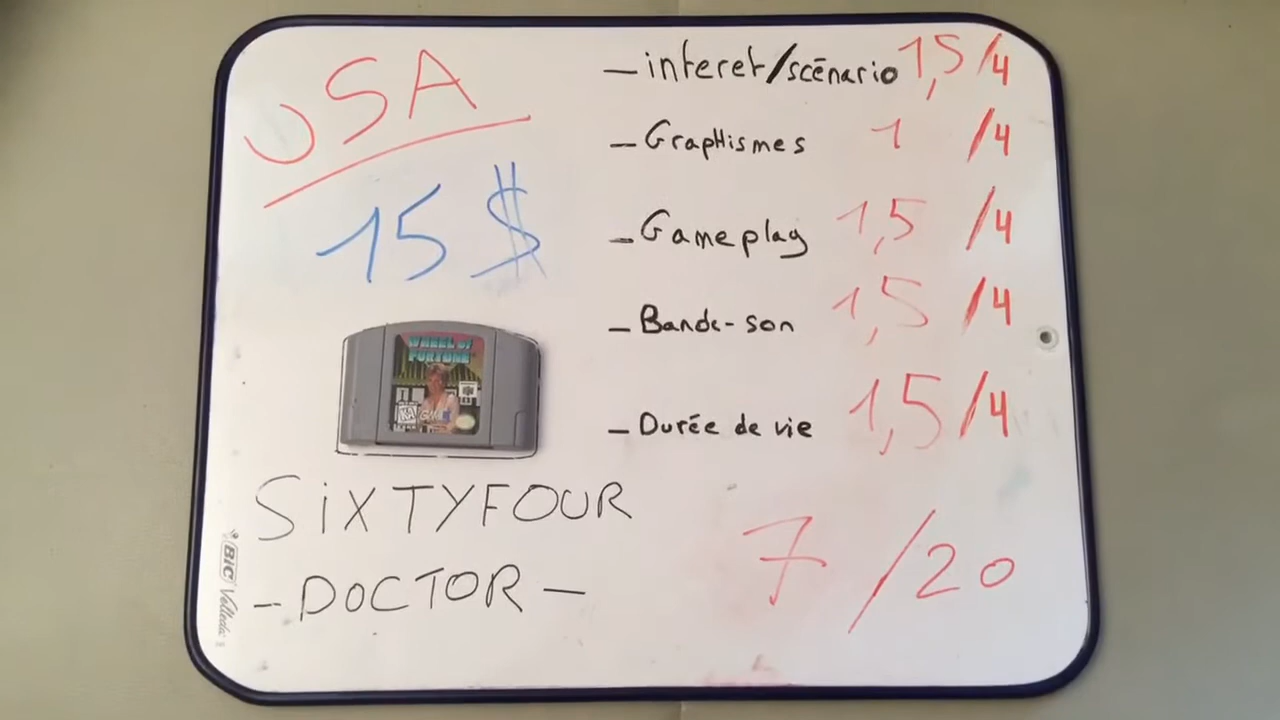 USA
15 $
WHEEL OF
FORTUNE
SiXTYFOUR
-DOCTOR-
- interet/scénario 1,5/4
- Graphismes 1 /4
- Gameplay 1,5 /4
- Bande-son 1,5 /4
- Durée de vie 1,5/4
7/20
BIC Velleda